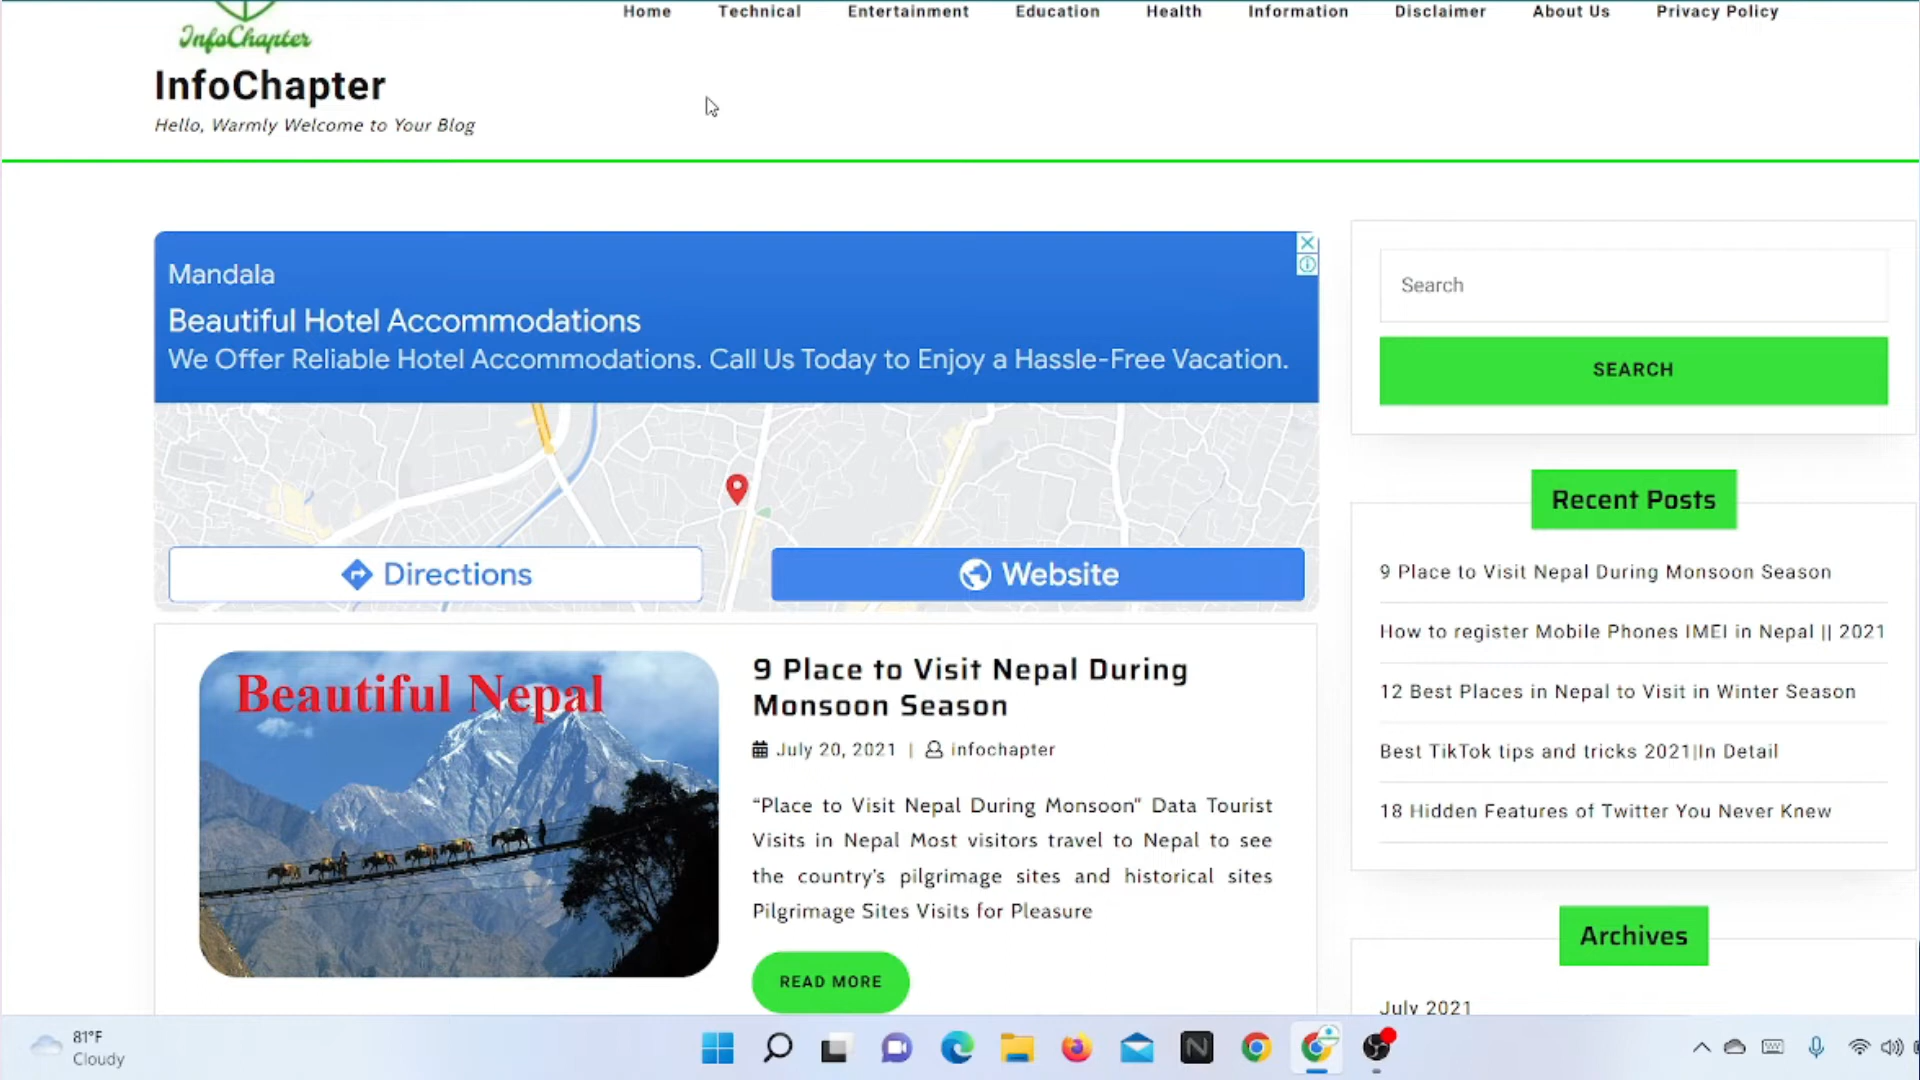 Home Technical Entertainment Education Health Information Disclaimer About Us Privacy Policy
InfoChapter
InfoChapter
Hello, Warmly Welcome to Your Blog
Mandala
Beautiful Hotel Accommodations
We Offer Reliable Hotel Accommodations. Call Us Today to Enjoy a Hassle-Free Vacation.
Directions
Website
Beautiful Nepal
9 Place to Visit Nepal During
Monsoon Season
July 20, 2021 | infochapter
“Place to Visit Nepal During Monsoon” Data Tourist
Visits in Nepal Most visitors travel to Nepal to see
the country's pilgrimage sites and historical sites
Pilgrimage Sites Visits for Pleasure
READ MORE
Search
SEARCH
Recent Posts
9 Place to Visit Nepal During Monsoon Season
How to register Mobile Phones IMEI in Nepal || 2021
12 Best Places in Nepal to Visit in Winter Season
Best TikTok tips and tricks 2021|In Detail
18 Hidden Features of Twitter You Never Knew
Archives
July 2021
81°F
Cloudy